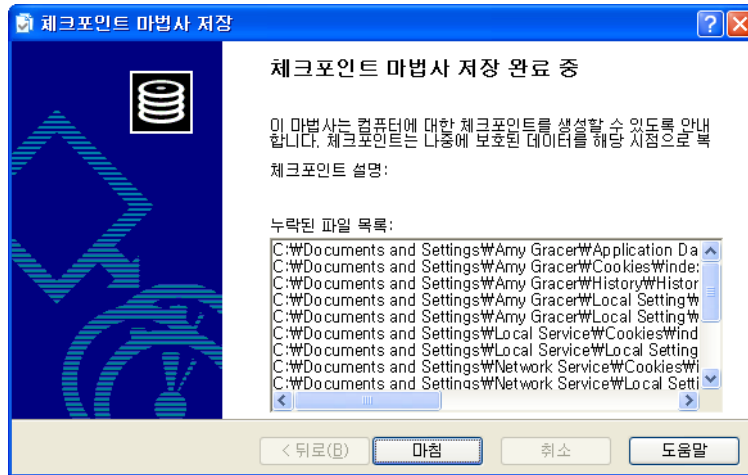 체크포인트 마법사 저장
체크포인트 마법사 저장 완료 중
이 마법사는 컴퓨터에 대한 체크포인트를 생성할 수 있도록 안내
합니다. 체크포인트는 나중에 보호된 데이터를 해당 시점으로 복
체크포인트 설명:
누락된 파일 목록:
C:₩Documents and Settings₩Amy Gracer₩Application Da
C:₩Documents and Settings₩Amy Gracer₩Cookies₩inde:
C:₩Documents and Settings₩Amy Gracer₩History₩Histor
C:₩Documents and Settings₩Amy Gracer₩Local Setting₩
C:₩Documents and Settings₩Amy Gracer₩Local Setting₩
C:₩Documents and Settings₩Local Service₩Cookies₩ind
C:₩Documents and Settings₩Local Service₩Local Setting
C:₩Documents and Settings₩Network Service₩Cookies₩i
C:₩Documents and Settings₩Network Service₩Local Setti
< 뒤로(B) 마침 취소 도움말